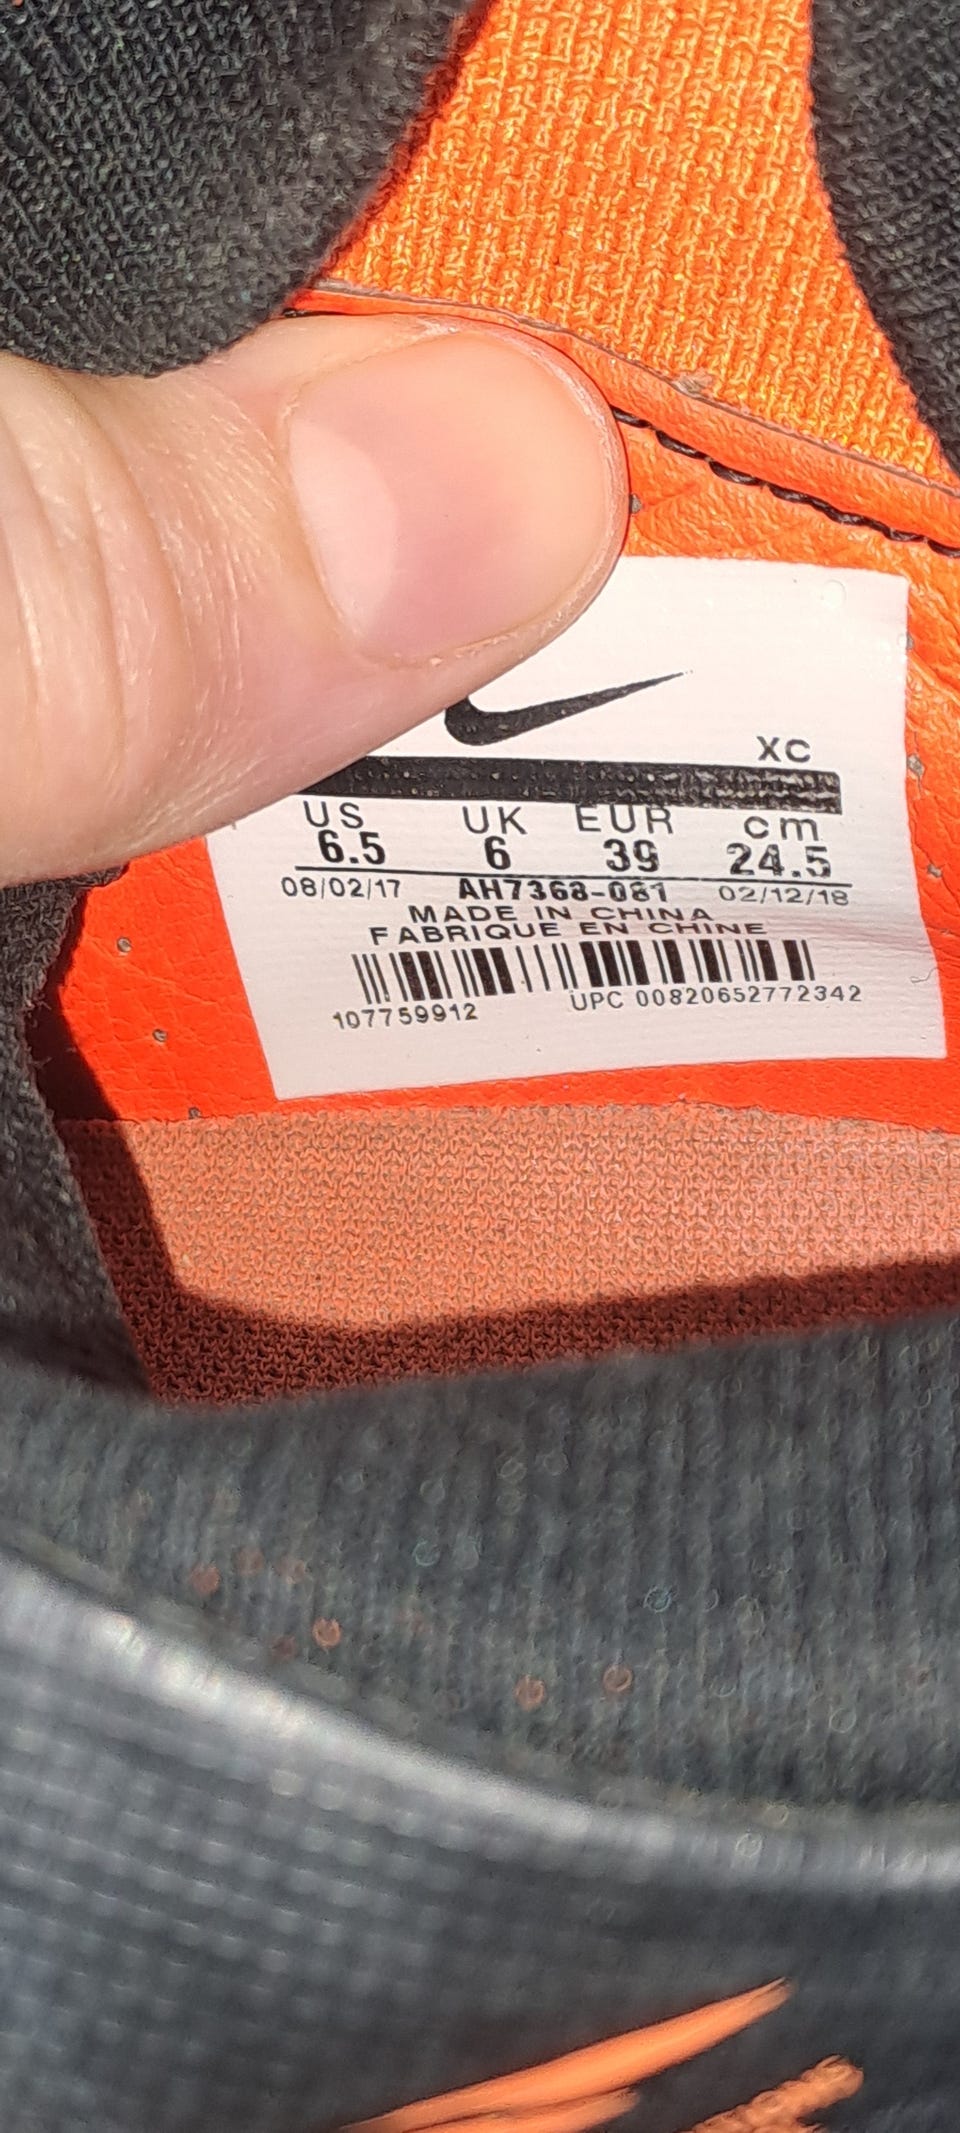 XC
US UK EUR cm
6.5 6 39 24.5
08/02/17 AH7368-081 02/12/18
MADE IN CHINA
FABRIQUE EN CHINE
107759912 UPC 00820652772342